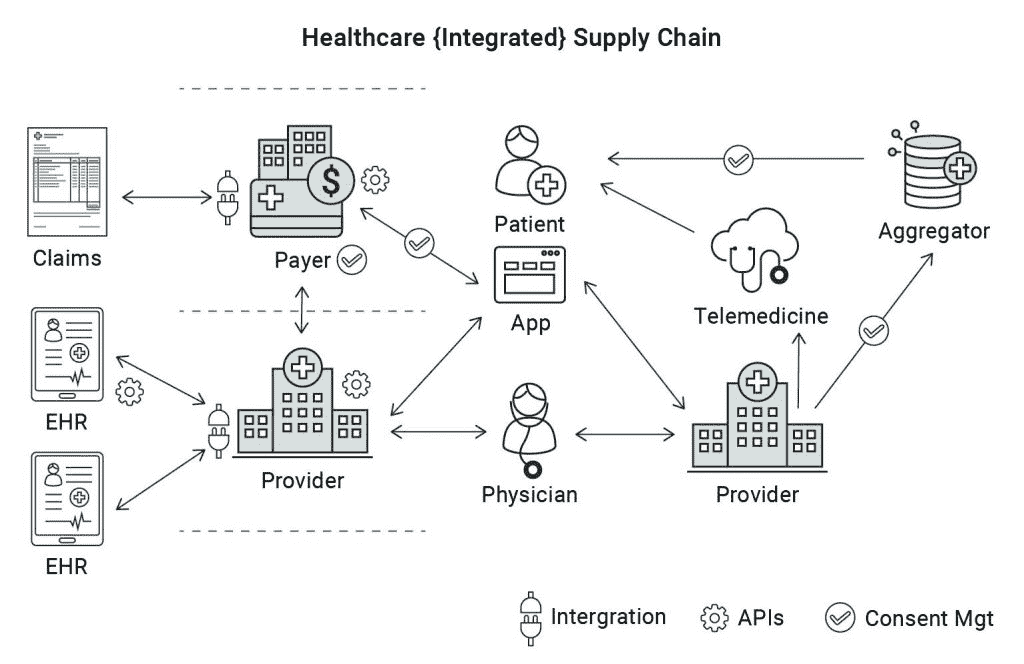 Healthcare {Integrated} Supply Chain
$
Claims
Payer
Patient
Aggregator
App
Telemedicine
EHR
Provider
Physician
Provider
EHR
Intergration
APIs
Consent Mgt